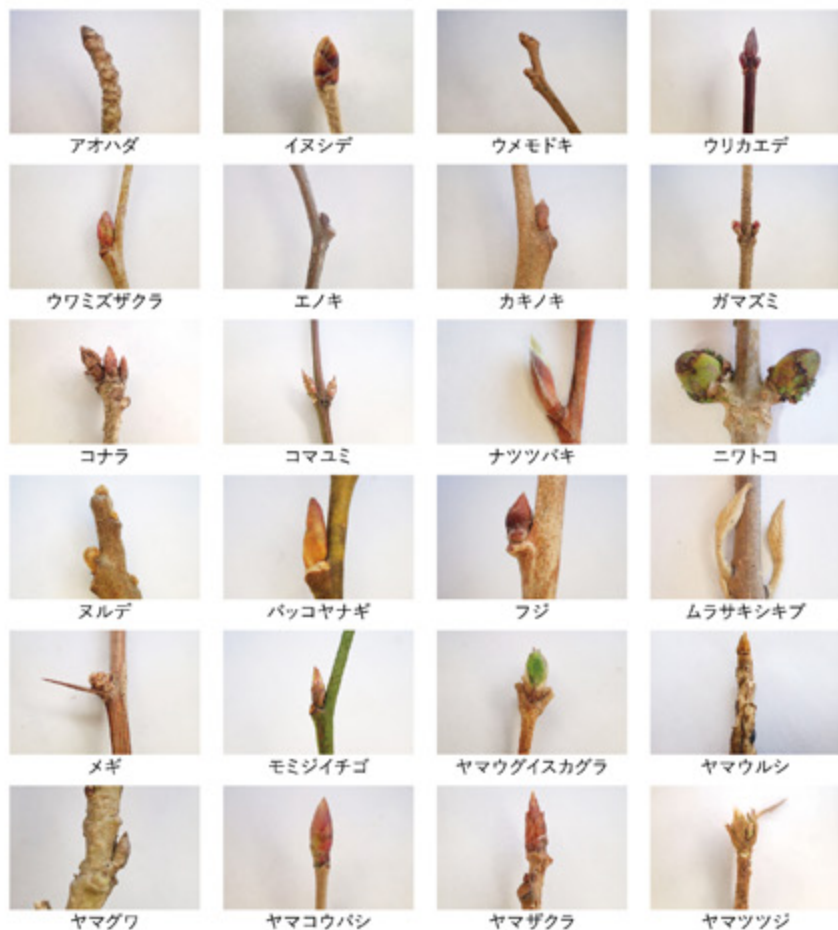 アオハダ
イヌシデ
ウメモドキ
ウリカエデ
ウワミズザクラ
エノキ
カキノキ
ガマズミ
コナラ
コマユミ
ナツツバキ
ニワトコ
ヌルデ
バッコヤナギ
フジ
ムラサキシキブ
メギ
モミジイチゴ
ヤマウグイスカグラ
ヤマウルシ
ヤマグワ
ヤマコウバシ
ヤマザクラ
ヤマツツジ